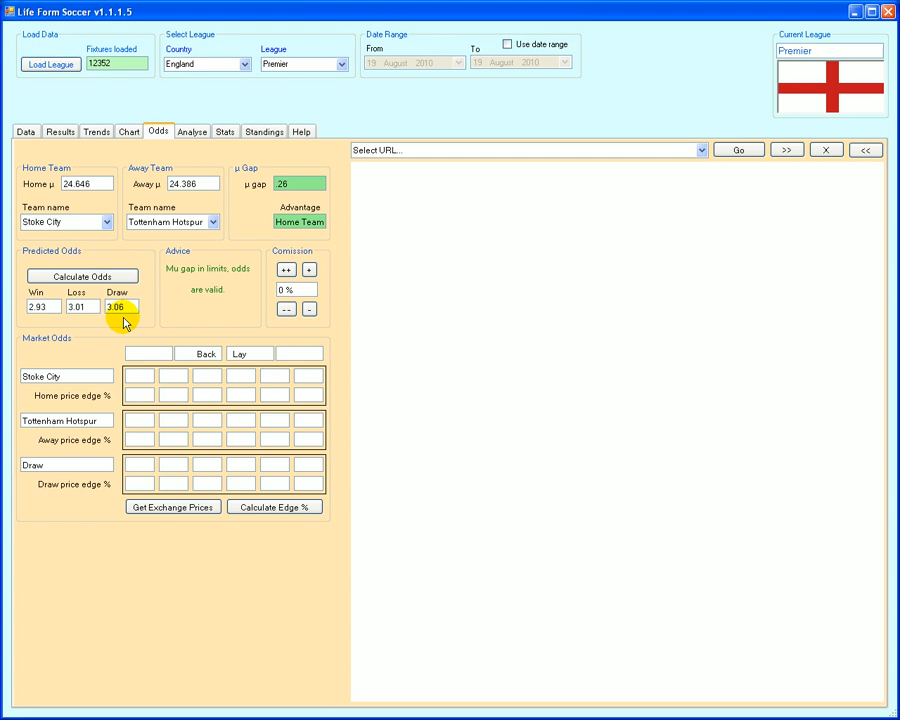 Life Form Soccer v1.1.1.5
Load Data
Select League
Date Range
Current League
Fixtures loaded
Country
League
From
To
Use date range
Premier
Load League
12352
England
Premier
19 August 2010
19 August 2010
Data
Results
Trends
Chart
Odds
Analyse
Stats
Standings
Help
Select URL...
Go
>>
X
<<
Home Team
Away Team
µ Gap
Home µ
24.646
Away µ
24.386
µ gap
.26
Team name
Team name
Advantage
Stoke City
Tottenham Hotspur
Home Team
Predicted Odds
Advice
Comission
Calculate Odds
Mu gap in limits, odds
are valid.
++
+
Win
Loss
Draw
0 %
2.93
3.01
3.06
--
-
Market Odds
Back
Lay
Stoke City
Home price edge %
Tottenham Hotspur
Away price edge %
Draw
Draw price edge %
Get Exchange Prices
Calculate Edge %